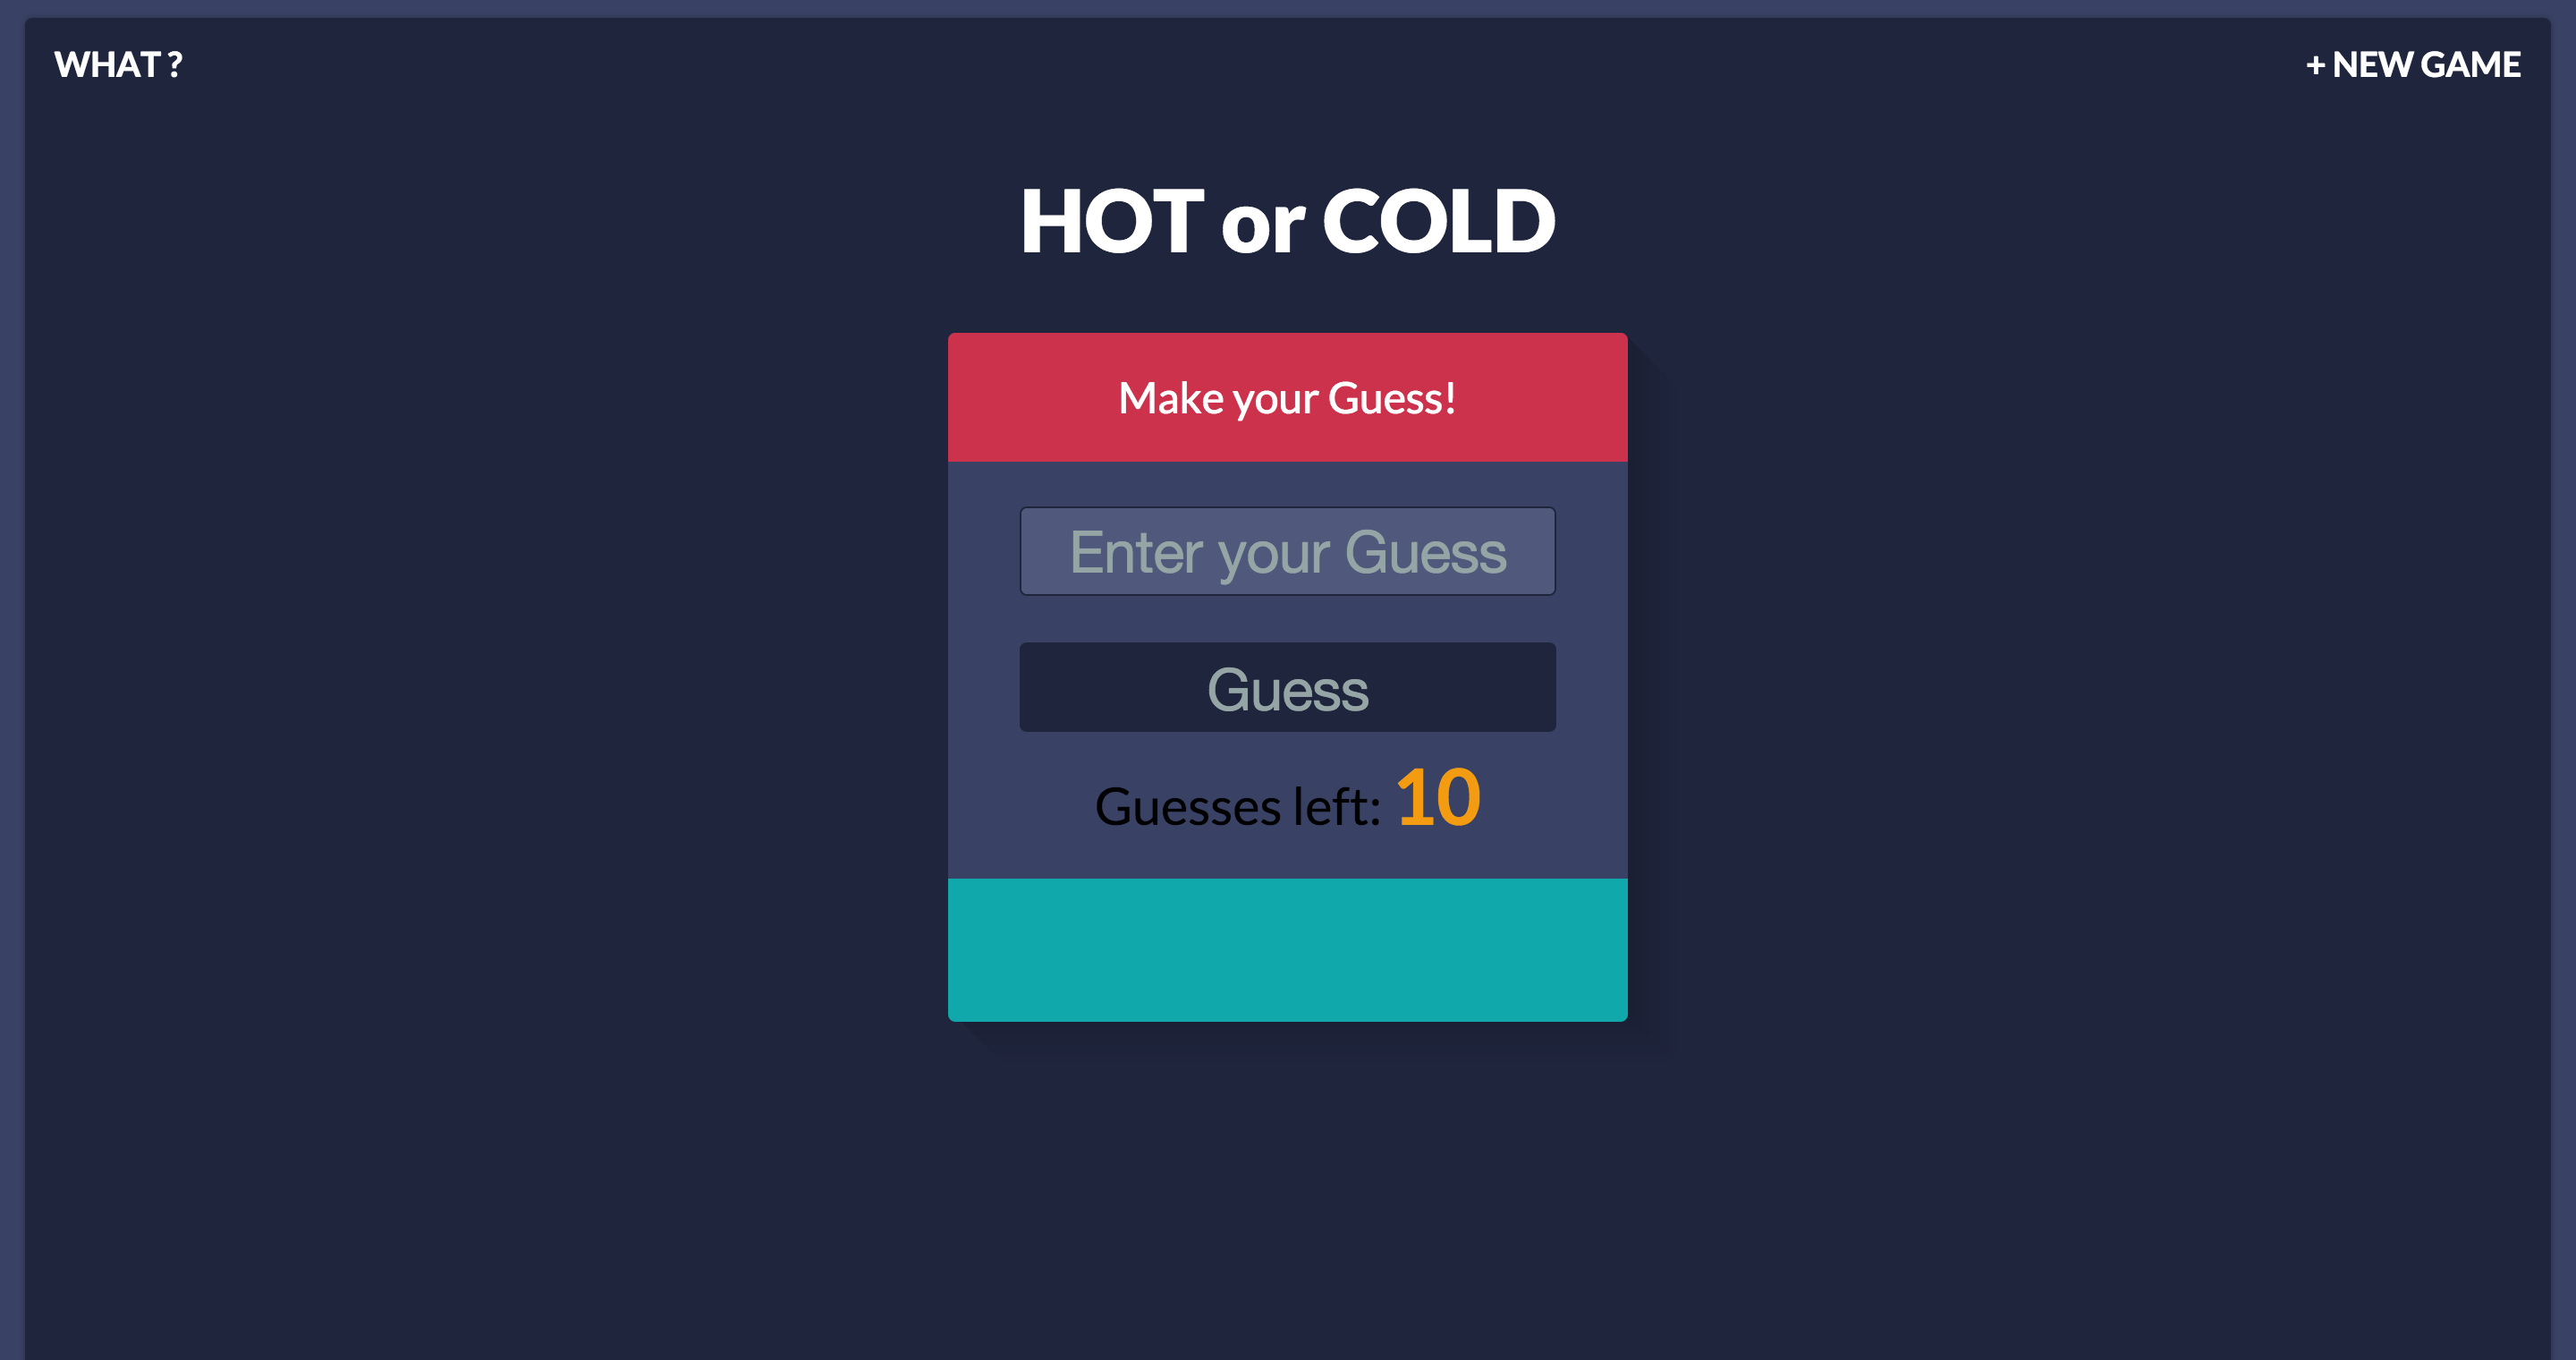 WHAT ?
+ NEW GAME
HOT or COLD
Make your Guess!
Enter your Guess
Guess
Guesses left: 10